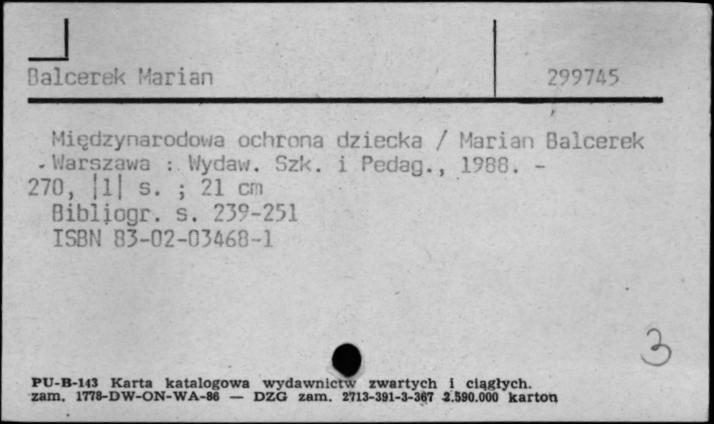 Balcerek Marian 299745
Międzynarodowa ochrona dziecka / Marian Balcerek
. Warszawa : Wydaw. Szk. i Pedag., 1988. -
270, |1| s. ; 21 cm
Bibliogr. s. 239-251
ISBN 83-02-03468-1
3
PU-B-143 Karta katalogowa wydawnictw zwartych i ciągłych.
zam. 1778-DW-ON-WA-86 — DZG zam. 2713-391-3-367 2.590.000 karton